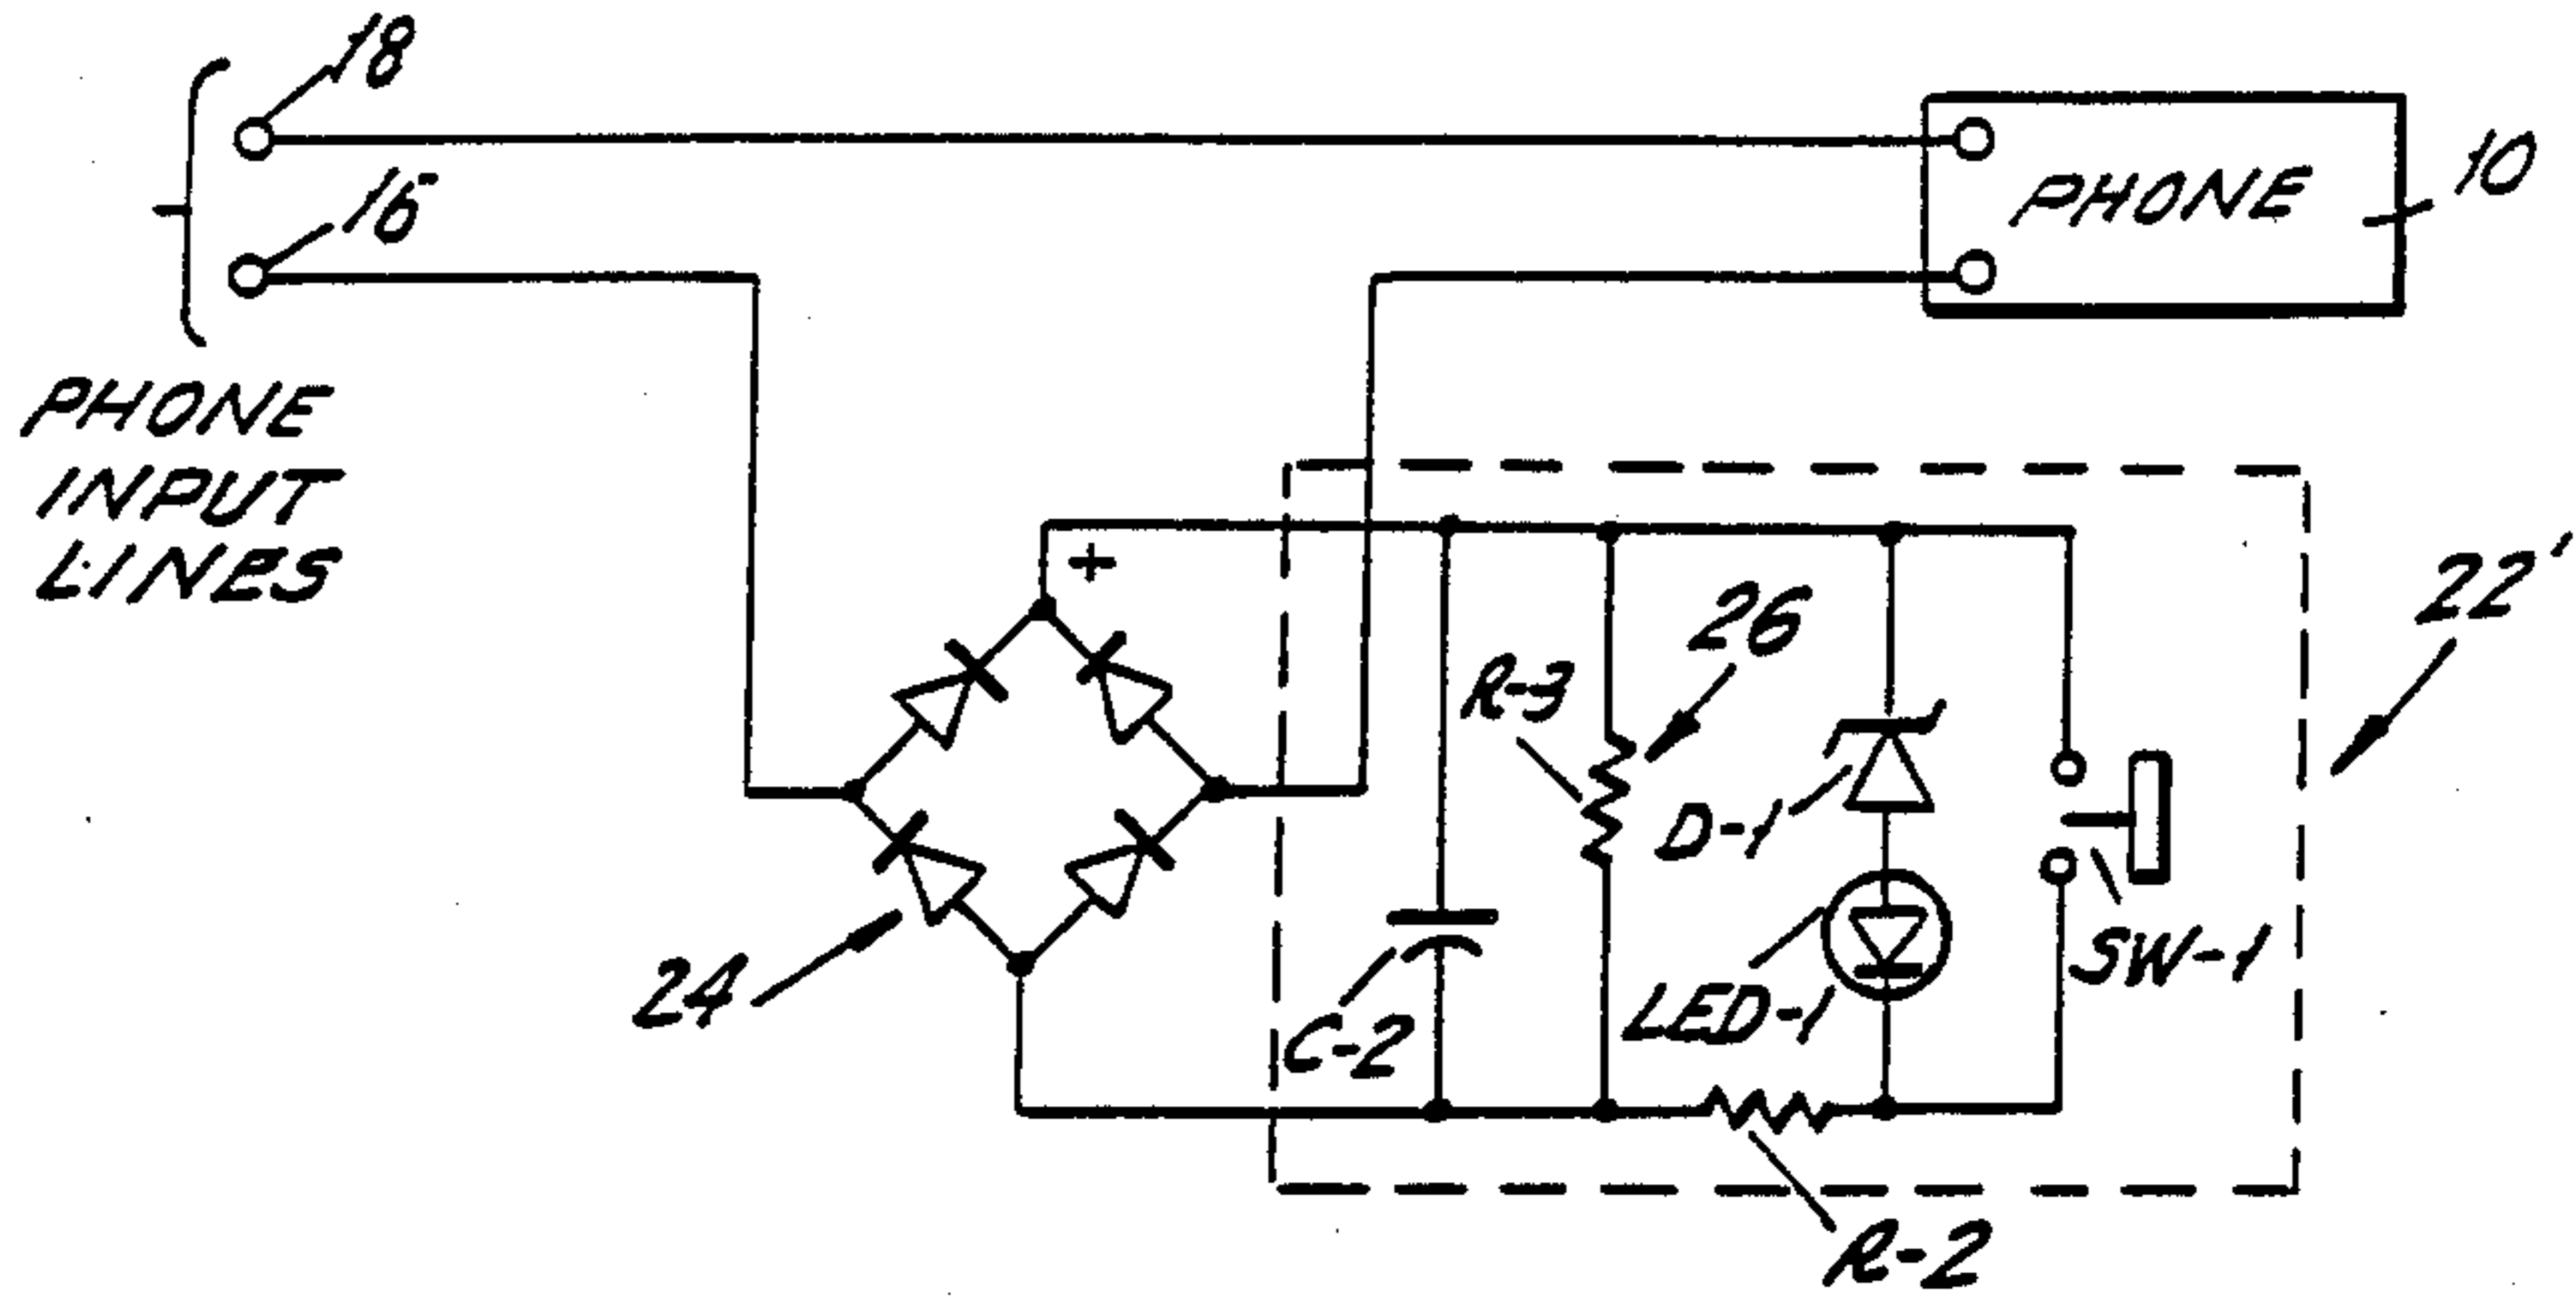 18
16
PHONE
10
PHONE
INPUT
LINES
+
22'
26
R-3
D-1
24
C-2
LED-1
SW-1
R-2